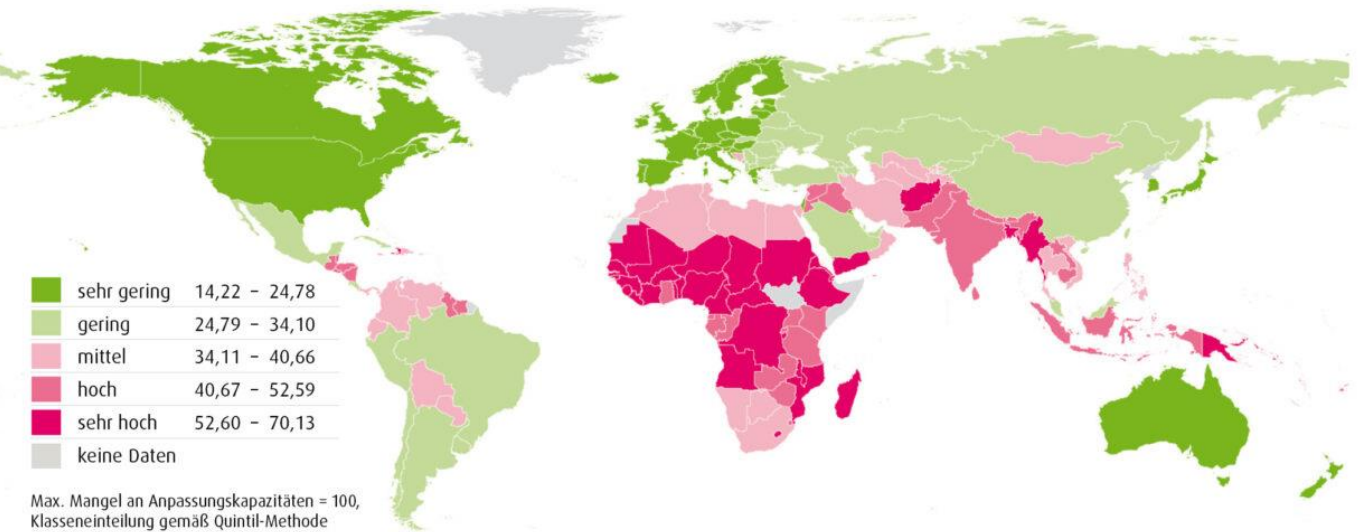 sehr gering 14,22 – 24,78
gering 24,79 – 34,10
mittel 34,11 – 40,66
hoch 40,67 – 52,59
sehr hoch 52,60 – 70,13
keine Daten
Max. Mangel an Anpassungskapazitäten = 100,
Klasseneinteilung gemäß Quintil-Methode